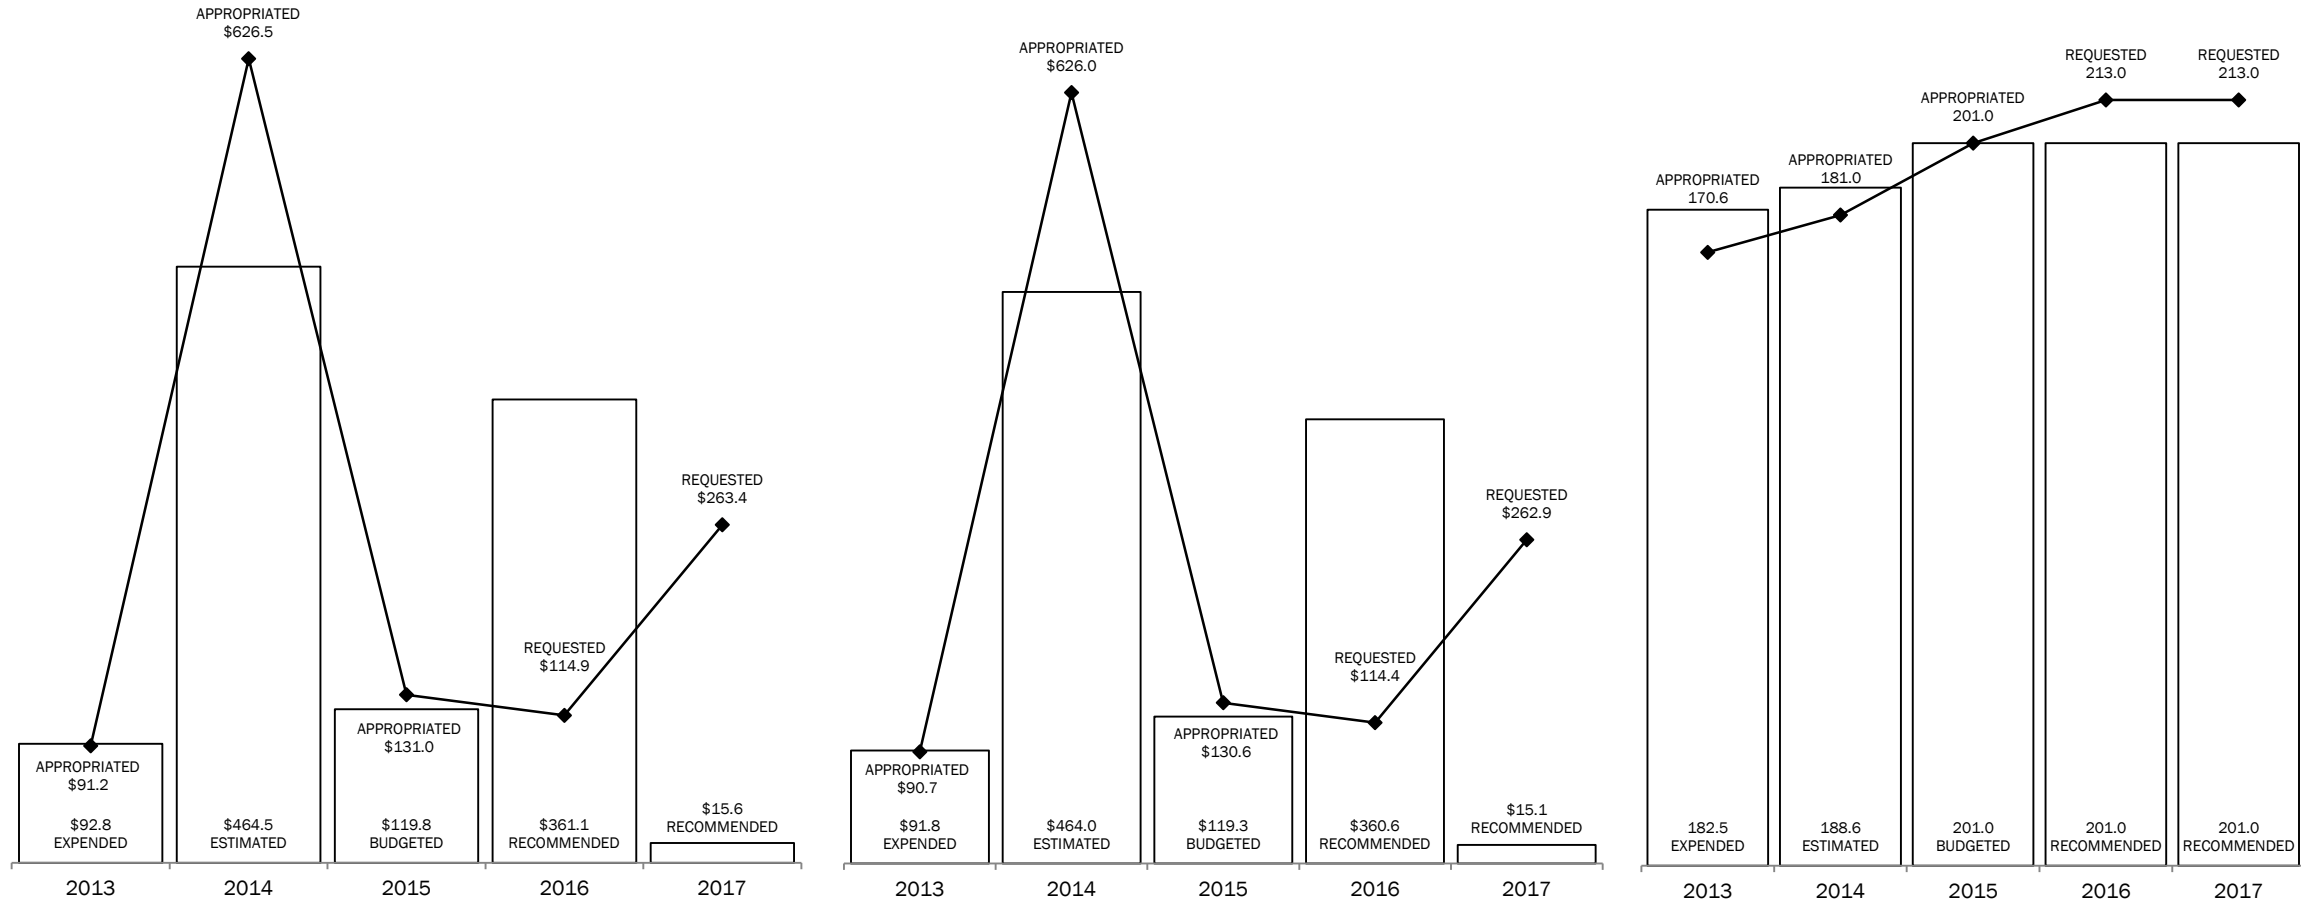 APPROPRIATED
$626.5
REQUESTED
$263.4
REQUESTED
$114.9
APPROPRIATED
$131.0
APPROPRIATED
$91.2
$92.8
EXPENDED
$464.5
ESTIMATED
$119.8
BUDGETED
$361.1
RECOMMENDED
$15.6
RECOMMENDED
2013 2014 2015 2016 2017
APPROPRIATED
$626.0
REQUESTED
$262.9
REQUESTED
$114.4
APPROPRIATED
$130.6
APPROPRIATED
$90.7
$91.8
EXPENDED
$464.0
ESTIMATED
$119.3
BUDGETED
$360.6
RECOMMENDED
$15.1
RECOMMENDED
2013 2014 2015 2016 2017
APPROPRIATED
170.6
APPROPRIATED
181.0
APPROPRIATED
201.0
REQUESTED
213.0
REQUESTED
213.0
182.5
EXPENDED
188.6
ESTIMATED
201.0
BUDGETED
201.0
RECOMMENDED
201.0
RECOMMENDED
2013 2014 2015 2016 2017